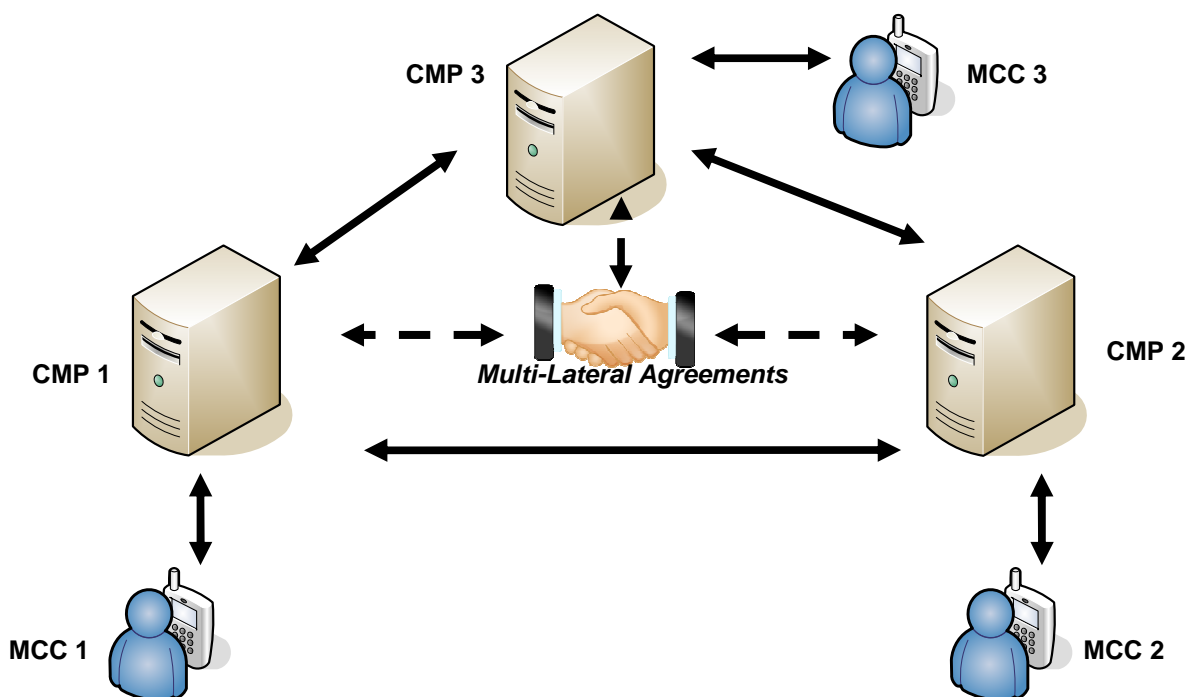 CMP 3
MCC 3
CMP 1
CMP 2
Multi-Lateral Agreements
MCC 1
MCC 2